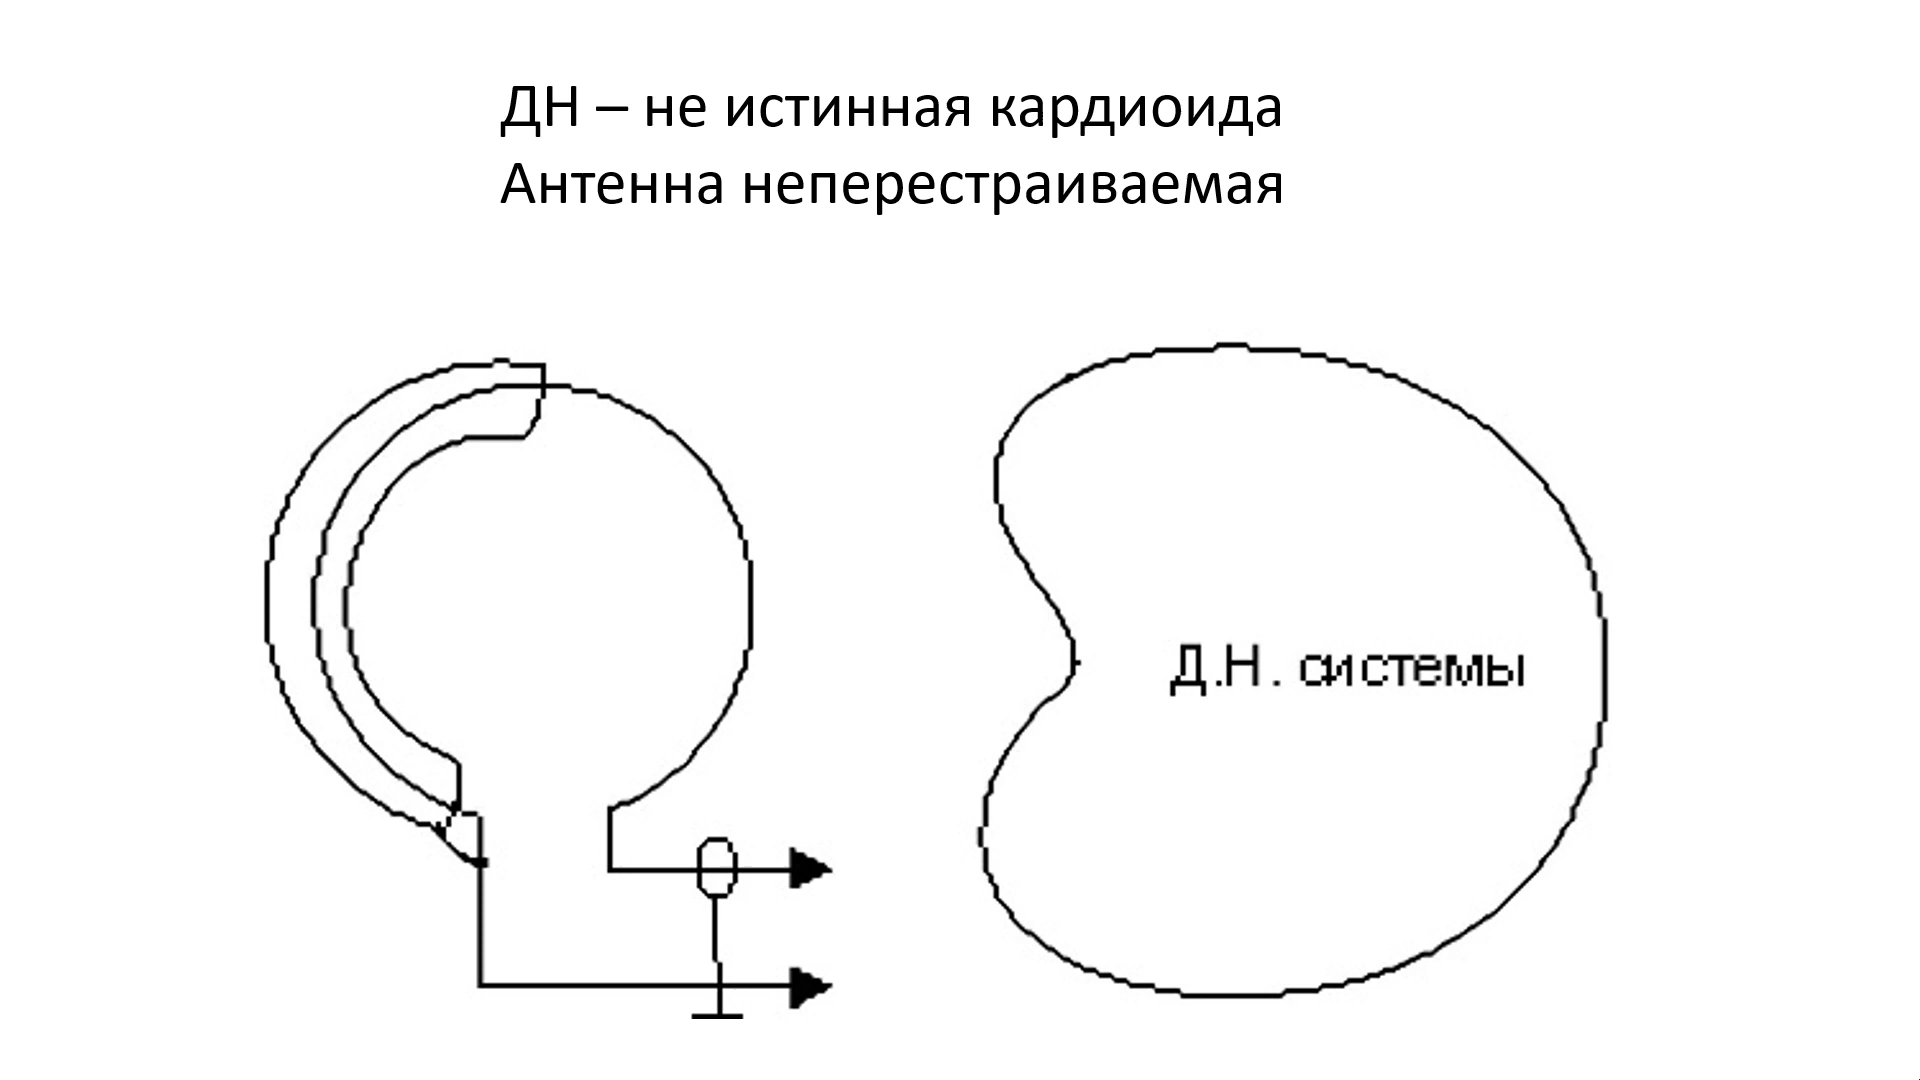 ДН – не истинная кардиоида
Антенна неперестраиваемая
Д.Н. системы